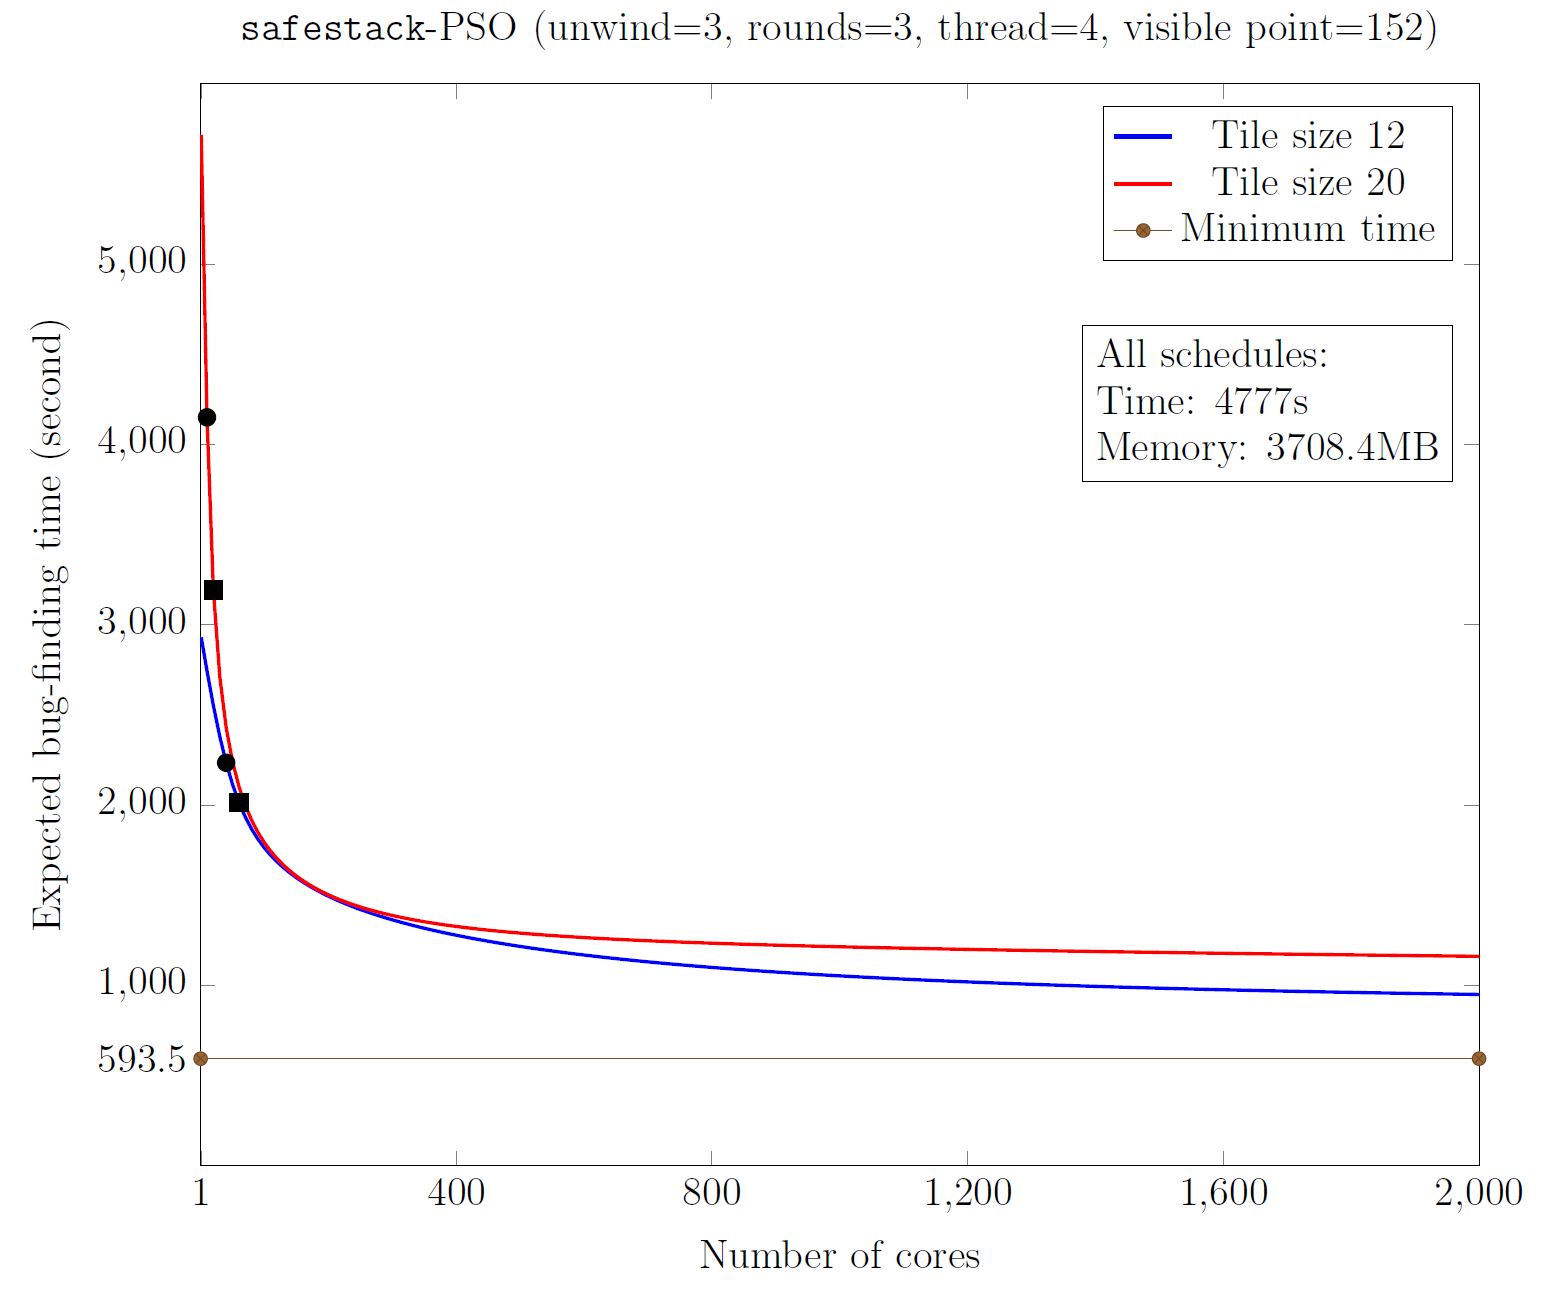 safestack-PSO (unwind=3, rounds=3, thread=4, visible point=152)
Tile size 12
Tile size 20
Minimum time
All schedules:
Time: 4777s
Memory: 3708.4MB
Expected bug-finding time (second)
5,000
4,000
3,000
2,000
1,000
593.5
1 400 800 1,200 1,600 2,000
Number of cores